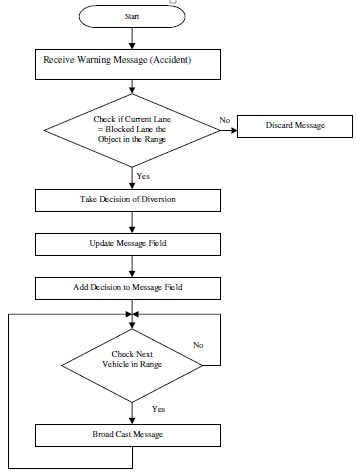 Start
Receive Warning Message (Accident)
Check if Current Lane
= Blocked Lane the
Object in the Range
No
Discard Message
Yes
Take Decision of Diversion
Update Message Field
Add Decision to Message Field
No
Check Next
Vehicle in Range
Yes
Broad Cast Message